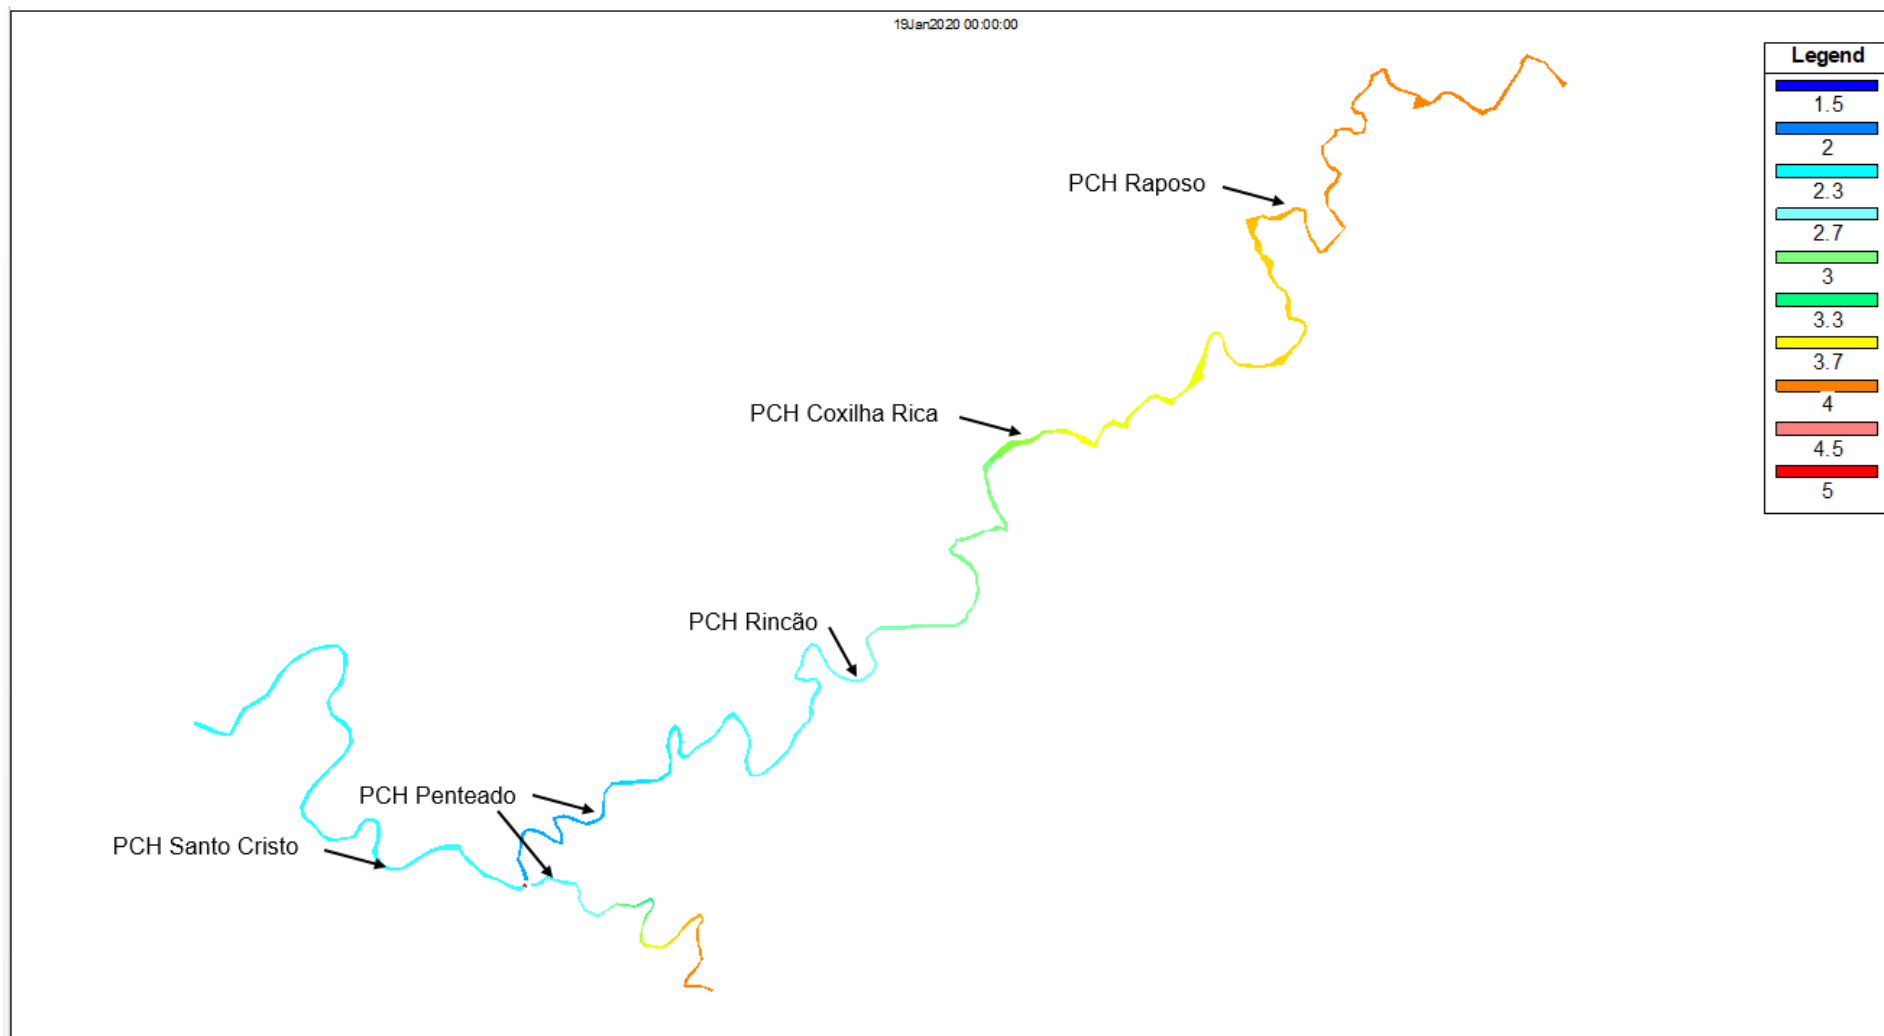 19Jan2020 00:00:00
Legend
1.5
2
2.3
2.7
3
3.3
3.7
4
4.5
5
PCH Raposo
PCH Coxilha Rica
PCH Rincão
PCH Penteado
PCH Santo Cristo